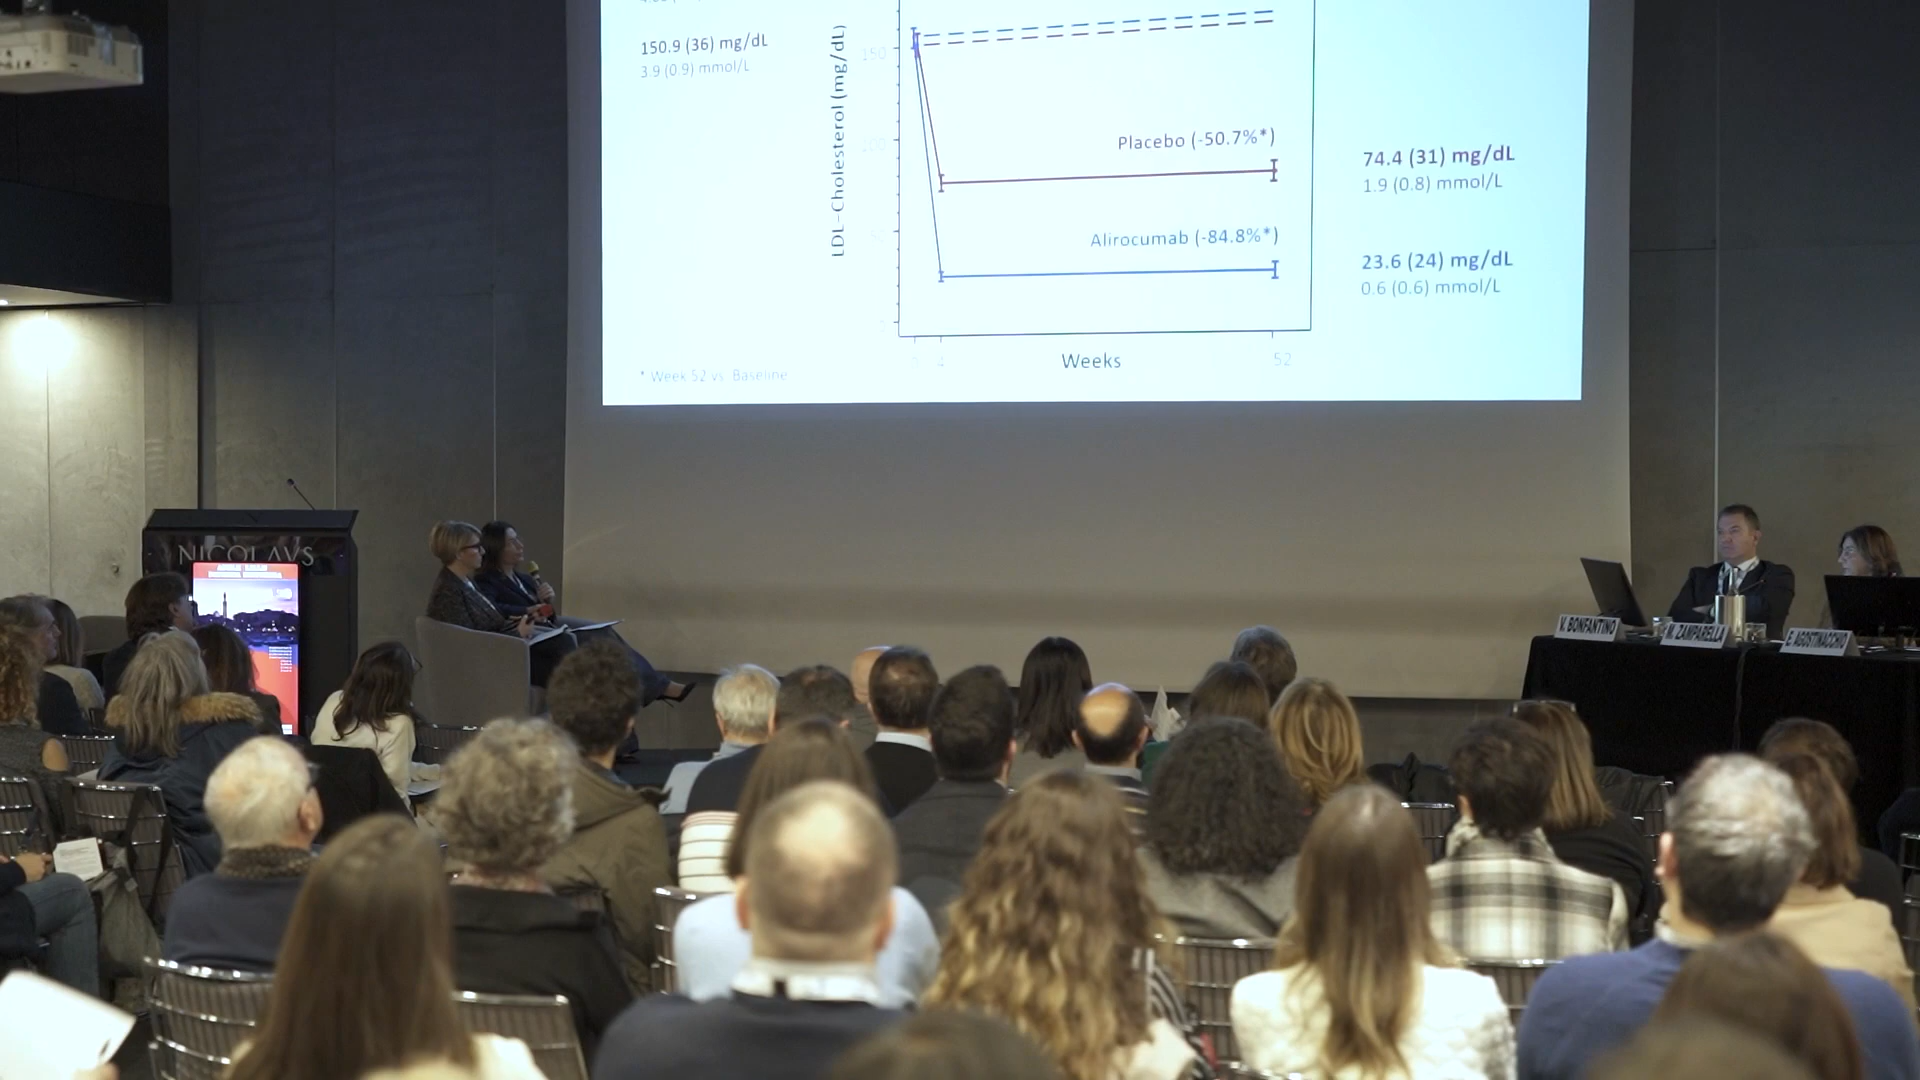 150.9 (36) mg/dL
3.9 (0.9) mmol/L
LDL-Cholesterol (mg/dL)
150
100
50
Placebo (-50.7%*)
74.4 (31) mg/dL
1.9 (0.8) mmol/L
Alirocumab (-84.8%*)
23.6 (24) mg/dL
0.6 (0.6) mmol/L
0 4 Weeks 52
* Week 52 vs. Baseline
NICOLAVS
V. BONFANTINO
M. ZAMPARELLA
E. AGOSTINACCHIO